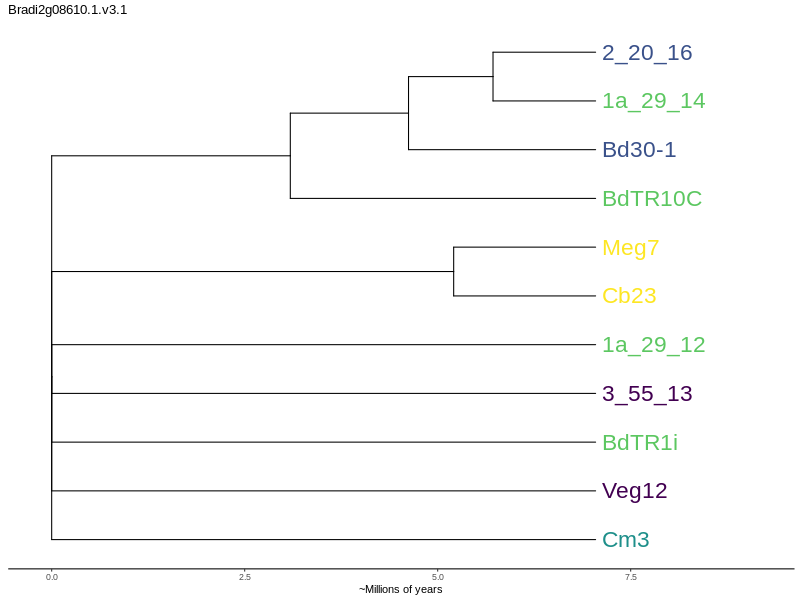 Bradi2g08610.1.v3.1
2_20_16
1a_29_14
Bd30-1
BdTR10C
Meg7
Cb23
1a_29_12
3_55_13
BdTR1i
Veg12
Cm3
0.0 2.5 5.0 7.5
~Millions of years